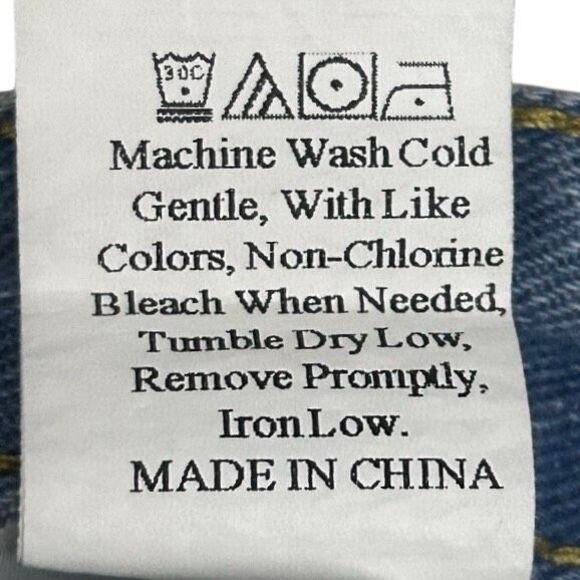 30C
Machine Wash Cold
Gentle, With Like
Colors, Non-Chlorine
Bleach When Needed,
Tumble Dry Low,
Remove Promptly,
Iron Low.
MADE IN CHINA